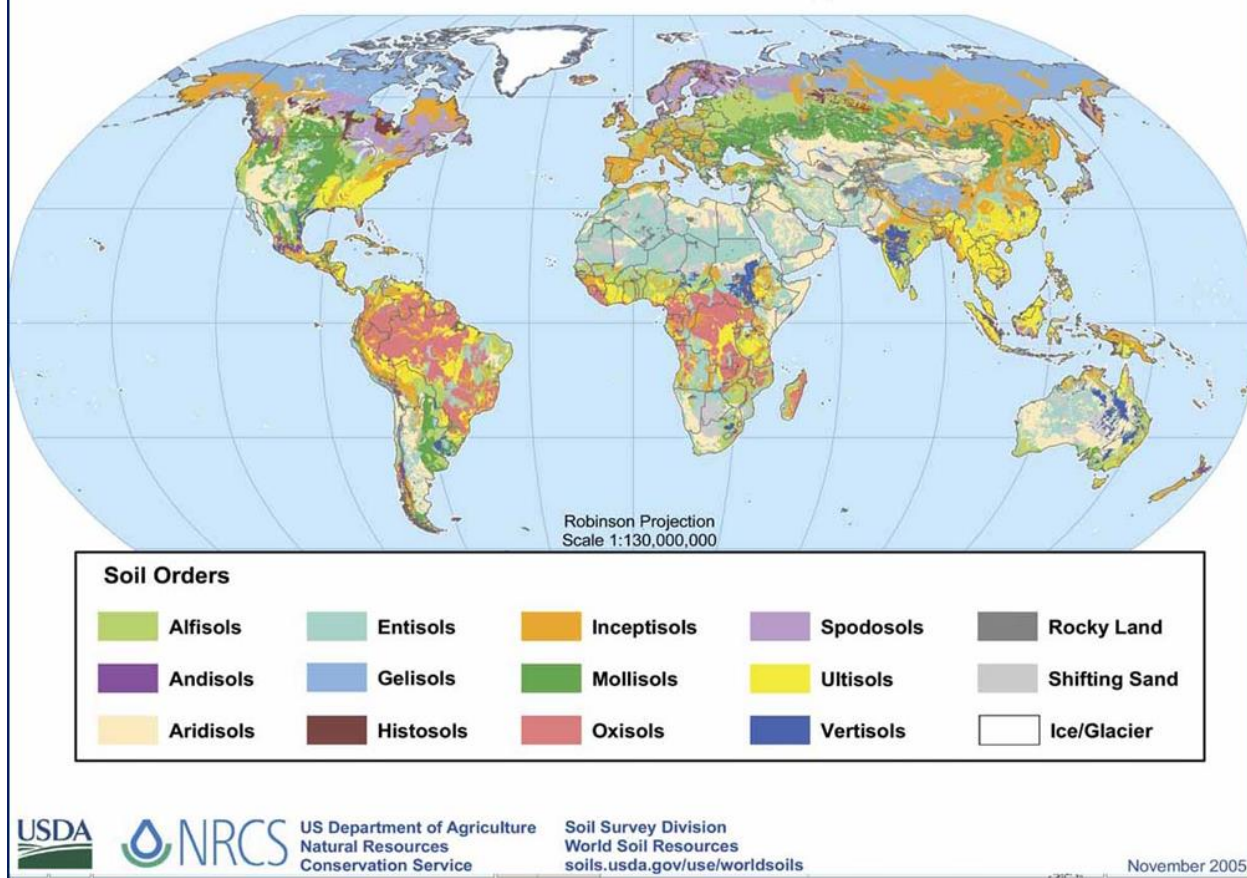 Robinson Projection
Scale 1:130,000,000
Soil Orders
Alfisols Entisols Inceptisols Spodosols Rocky Land
Andisols Gelisols Mollisols Ultisols Shifting Sand
Aridisols Histosols Oxisols Vertisols Ice/Glacier
USDA NRCS
US Department of Agriculture
Natural Resources
Conservation Service
Soil Survey Division
World Soil Resources
soils.usda.gov/use/worldsoils
November 2005